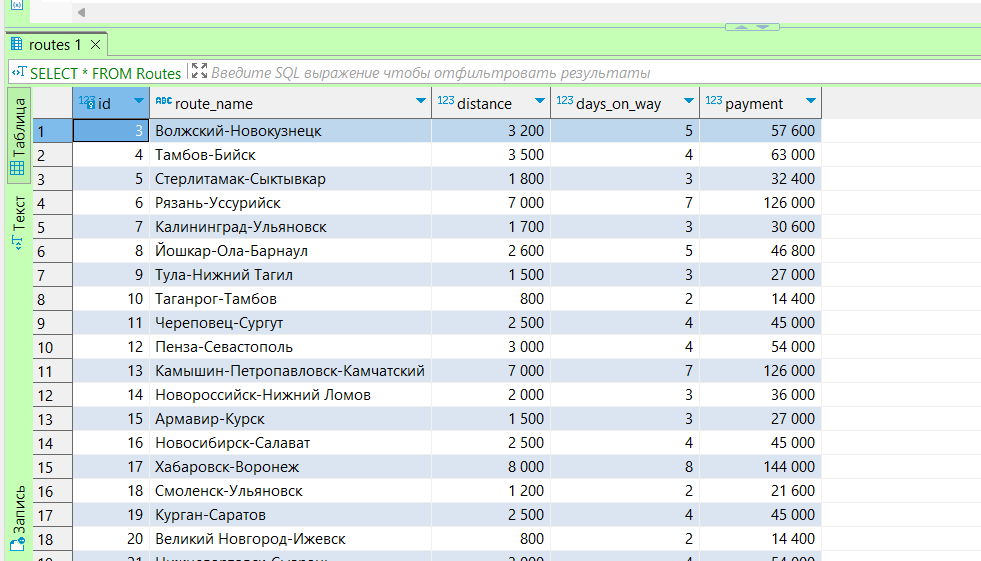 routes 1
SELECT * FROM Routes Введите SQL выражение чтобы отфильтровать результаты
Таблица
Текст
Запись
123 id ABC route_name 123 distance 123 days_on_way 123 payment
1 3 Волжский-Новокузнецк 3 200 5 57 600
2 4 Тамбов-Бийск 3 500 4 63 000
3 5 Стерлитамак-Сыктывкар 1 800 3 32 400
4 6 Рязань-Уссурийск 7 000 7 126 000
5 7 Калининград-Ульяновск 1 700 3 30 600
6 8 Йошкар-Ола-Барнаул 2 600 5 46 800
7 9 Тула-Нижний Тагил 1 500 3 27 000
8 10 Таганрог-Тамбов 800 2 14 400
9 11 Череповец-Сургут 2 500 4 45 000
10 12 Пенза-Севастополь 3 000 4 54 000
11 13 Камышин-Петропавловск-Камчатский 7 000 7 126 000
12 14 Новороссийск-Нижний Ломов 2 000 3 36 000
13 15 Армавир-Курск 1 500 3 27 000
14 16 Новосибирск-Салават 2 500 4 45 000
15 17 Хабаровск-Воронеж 8 000 8 144 000
16 18 Смоленск-Ульяновск 1 200 2 21 600
17 19 Курган-Саратов 2 500 4 45 000
18 20 Великий Новгород-Ижевск 800 2 14 400